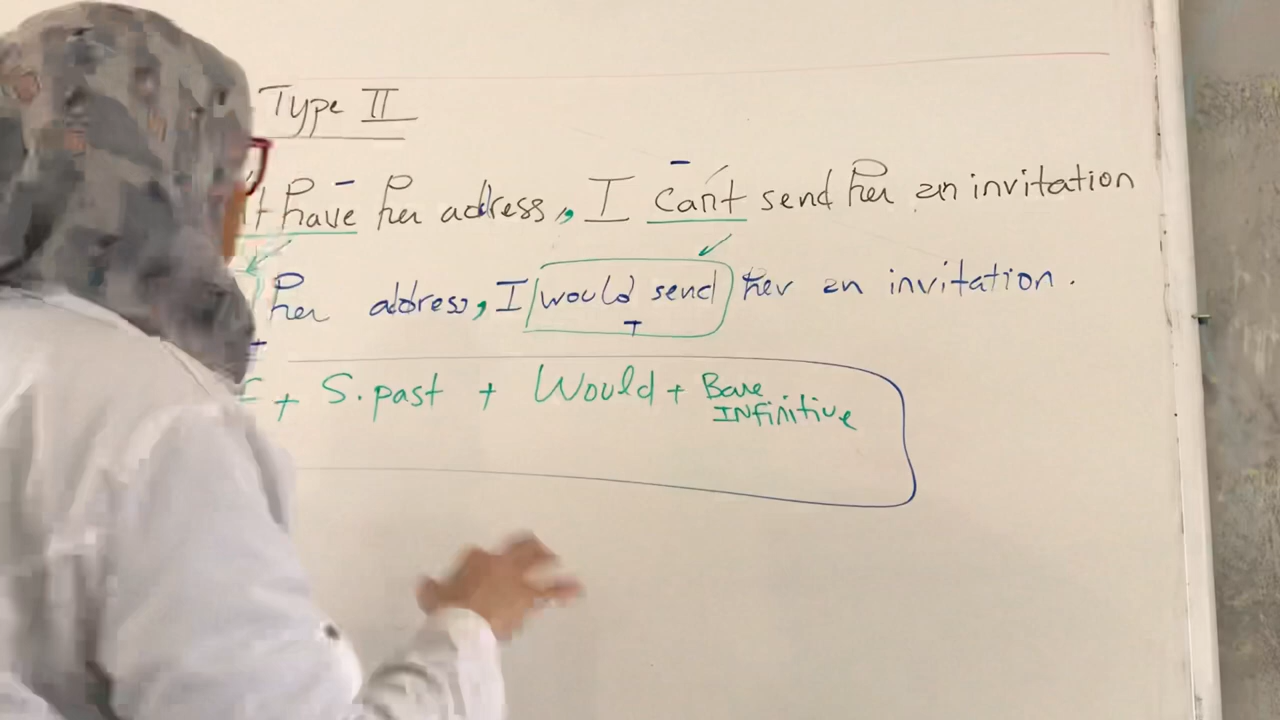 Type II
have her address, I can't send her an invitation
her address, I would send her an invitation.
+ S. past + Would + Bare Infinitive